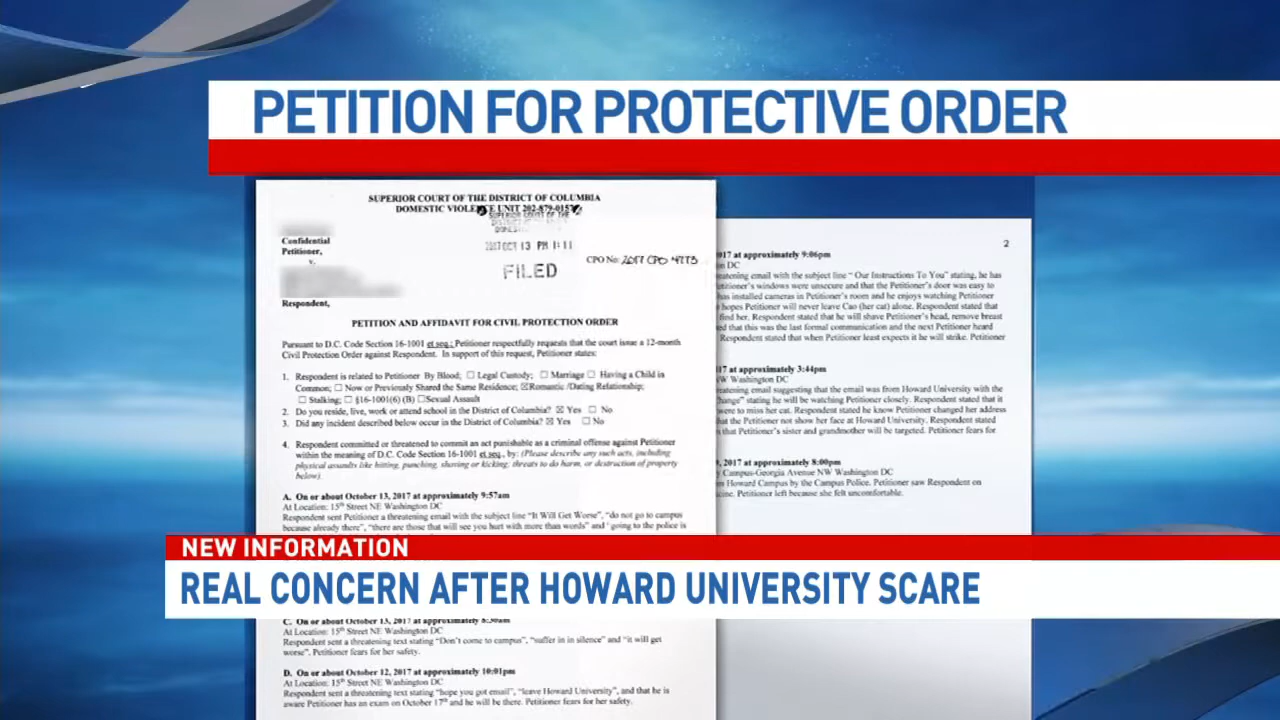 PETITION FOR PROTECTIVE ORDER
SUPERIOR COURT OF THE DISTRICT OF COLUMBIA
DOMESTIC VIOLENCE UNIT 202-879-0157
SUPERIOR COURT OF THE
2017 OCT 13 PM 1:11
FILED
Confidential
Petitioner,
v.
CPO No:
Respondent,
PETITION AND AFFIDAVIT FOR CIVIL PROTECTION ORDER
Pursuant to D.C. Code Section 16-1001 et seq.; Petitioner respectfully requests that the court issue a 12-month
Civil Protection Order against Respondent. In support of this request, Petitioner states:
1. Respondent is related to Petitioner By Blood; ☐ Legal Custody; ☐ Marriage ☐ Having a Child in
Common; ☐ Now or Previously Shared the Same Residence; ☒Romantic /Dating Relationship;
☐ Stalking; ☐ §16-1001(6) (B) ☐Sexual Assault
2. Do you reside, live, work or attend school in the District of Columbia? ☒ Yes ☐ No
3. Did any incident described below occur in the District of Columbia? ☒ Yes ☐ No
4. Respondent committed or threatened to commit an act punishable as a criminal offense against Petitioner
within the meaning of D.C. Code Section 16-1001 et seq., by: (Please describe any such acts, including
physical assaults like hitting, punching, shoving or kicking; threats to do harm, or destruction of property
below)
A. On or about October 13, 2017 at approximately 9:57am
At Location: 15th Street NE Washington DC
Respondent sent Petitioner a threatening email with the subject line "It Will Get Worse", "do not go to campus
because already there", "there are those that will see you hurt with more than words" and 'going to the police is
2
017 at approximately 9:06pm
on DC
eatening email with the subject line " Our Instructions To You" stating, he has
etitioner's windows were unsecure and that the Petitioner's door was easy to
has installed cameras in Petitioner's room and he enjoys watching Petitioner
hopes Petitioner will never leave Cao (her cat) alone. Respondent stated that
find her. Respondent stated that he will shave Petitioner's head, remove breast
ed that this was the last formal communication and the next Petitioner heard
Respondent stated that when Petitioner least expects it he will strike. Petitioner
17 at approximately 3:44pm
NW Washington DC
eatening email suggesting that the email was from Howard University with the
hange" stating he will be watching Petitioner closely. Respondent stated that it
were to miss her cat. Respondent stated he know Petitioner changed her address
hat the Petitioner not show her face at Howard University. Respondent stated
s that Petitioner's sister and grandmother will be targeted. Petitioner fears for
, 2017 at approximately 8:00pm
y Campus-Georgia Avenue NW Washington DC
m Howard Campus by the Campus Police. Petitioner saw Respondent on
cine. Petitioner left because she felt uncomfortable.
NEW INFORMATION
REAL CONCERN AFTER HOWARD UNIVERSITY SCARE
C. On or about October 13, 2017 at approximately
At Location: 15th Street NE Washington DC
Respondent sent a threatening text stating "Don't come to campus", "suffer in in silence" and "it will get
worse". Petitioner fears for her safety.
D. On or about October 12, 2017 at approximately 10:01pm
At Location: 15th Street NE Washington DC
Respondent sent a threatening text stating "hope you got email", "leave Howard University", and that he is
aware Petitioner has an exam on October 17th and he will be there. Petitioner fears for her safety.